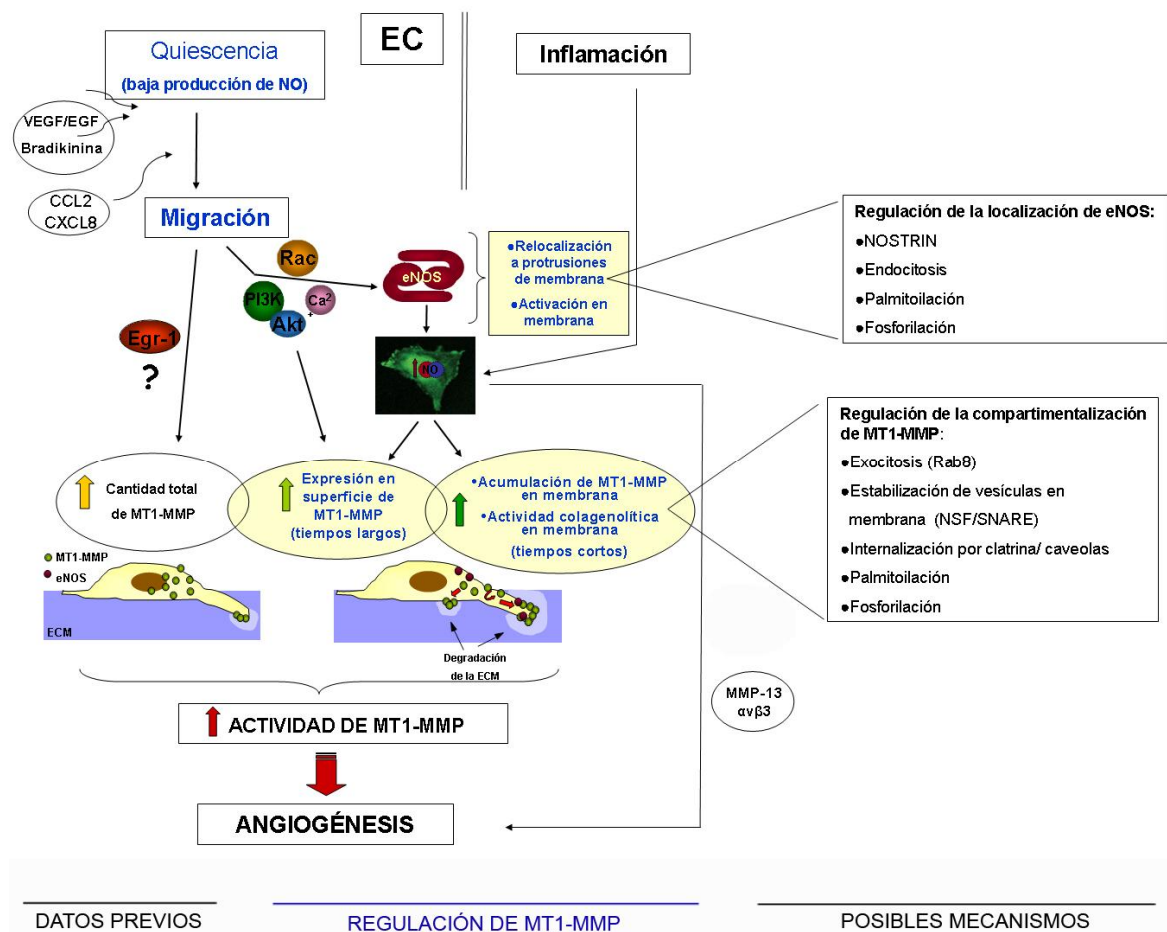 EC
Quiescencia
(baja producción de NO)
Inflamación
VEGF/EGF
Bradikinina
CCL2
CXCL8
Migración
Rac
PI3K
Akt
Ca2
+
eNOS
●Relocalización
a protrusiones
de membrana
●Activación en
membrana
Regulación de la localización de eNOS:
●NOSTRIN
●Endocitosis
●Palmitoilación
●Fosforilación
Egr-1
?
NO
Cantidad total
de MT1-MMP
Expresión en
superficie de
MT1-MMP
(tiempos largos)
•Acumulación de MT1-MMP
en membrana
•Actividad colagenolítica
en membrana
(tiempos cortos)
Regulación de la compartimentalización
de MT1-MMP:
●Exocitosis (Rab8)
●Estabilización de vesículas en
membrana (NSF/SNARE)
●Internalización por clatrina/ caveolas
●Palmitoilación
●Fosforilación
MT1-MMP
eNOS
ECM
Degradación
de la ECM
MMP-13
αvβ3
ACTIVIDAD DE MT1-MMP
ANGIOGÉNESIS
DATOS PREVIOS
REGULACIÓN DE MT1-MMP
POSIBLES MECANISMOS